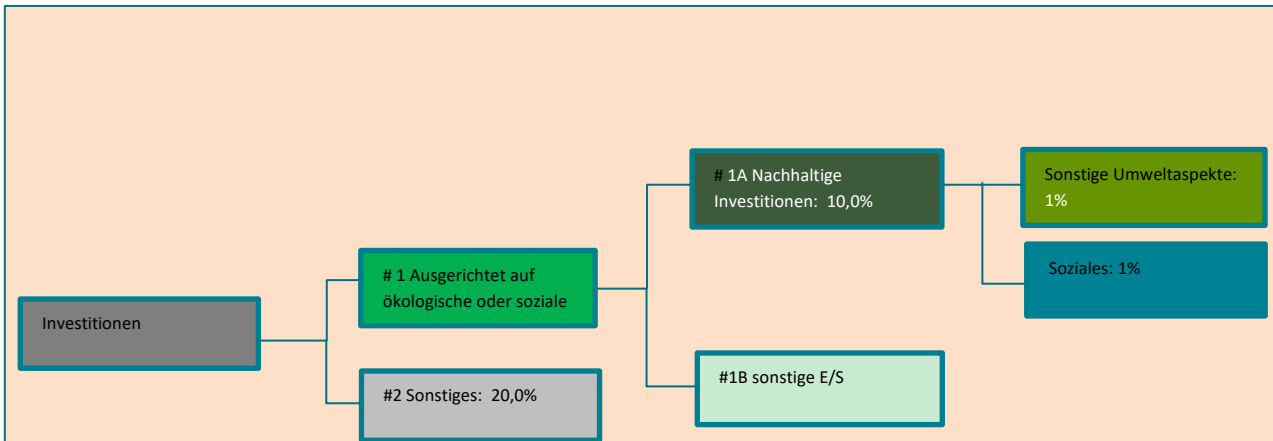 Investitionen
# 1 Ausgerichtet auf
ökologische oder soziale
#2 Sonstiges: 20,0%
# 1A Nachhaltige
Investitionen: 10,0%
#1B sonstige E/S
Sonstige Umweltaspekte:
1%
Soziales: 1%